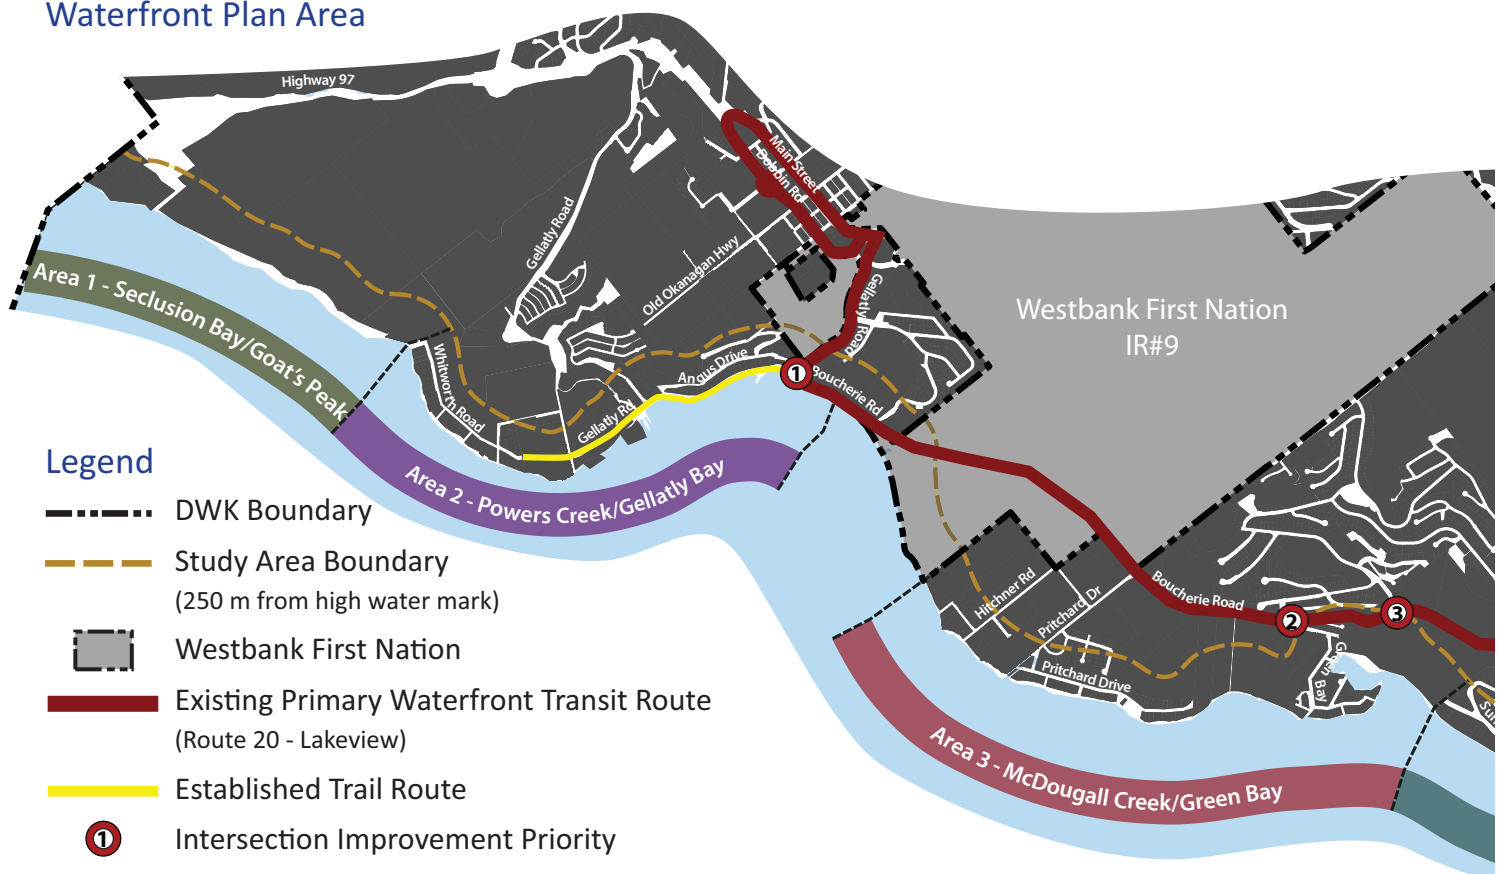 Waterfront Plan Area
Highway 97
Main Street
Dobbin Rd
Gellatly Road
Old Okanagan Hwy
Gellatly Road
Westbank First Nation
IR#9
Area 1 - Seclusion Bay/Goat's Peak
Whitworth Road
Angus Drive
1
Boucherie Rd
Gellatly Rd
Area 2 - Powers Creek/Gellatly Bay
Hitchner Rd
Pritchard Dr
Boucherie Road
2
3
Green Bay
Pritchard Drive
Area 3 - McDougall Creek/Green Bay
Legend
DWK Boundary
Study Area Boundary
(250 m from high water mark)
Westbank First Nation
Existing Primary Waterfront Transit Route
(Route 20 - Lakeview)
Established Trail Route
1 Intersection Improvement Priority